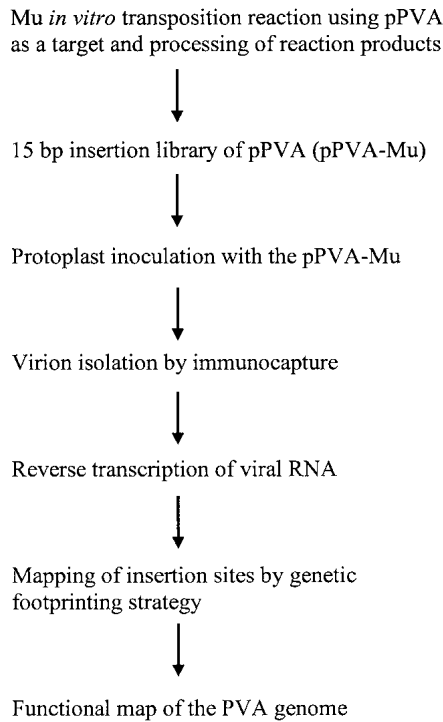 Mu in vitro transposition reaction using pPVA
as a target and processing of reaction products
15 bp insertion library of pPVA (pPVA-Mu)
Protoplast inoculation with the pPVA-Mu
Virion isolation by immunocapture
Reverse transcription of viral RNA
Mapping of insertion sites by genetic
footprinting strategy
Functional map of the PVA genome